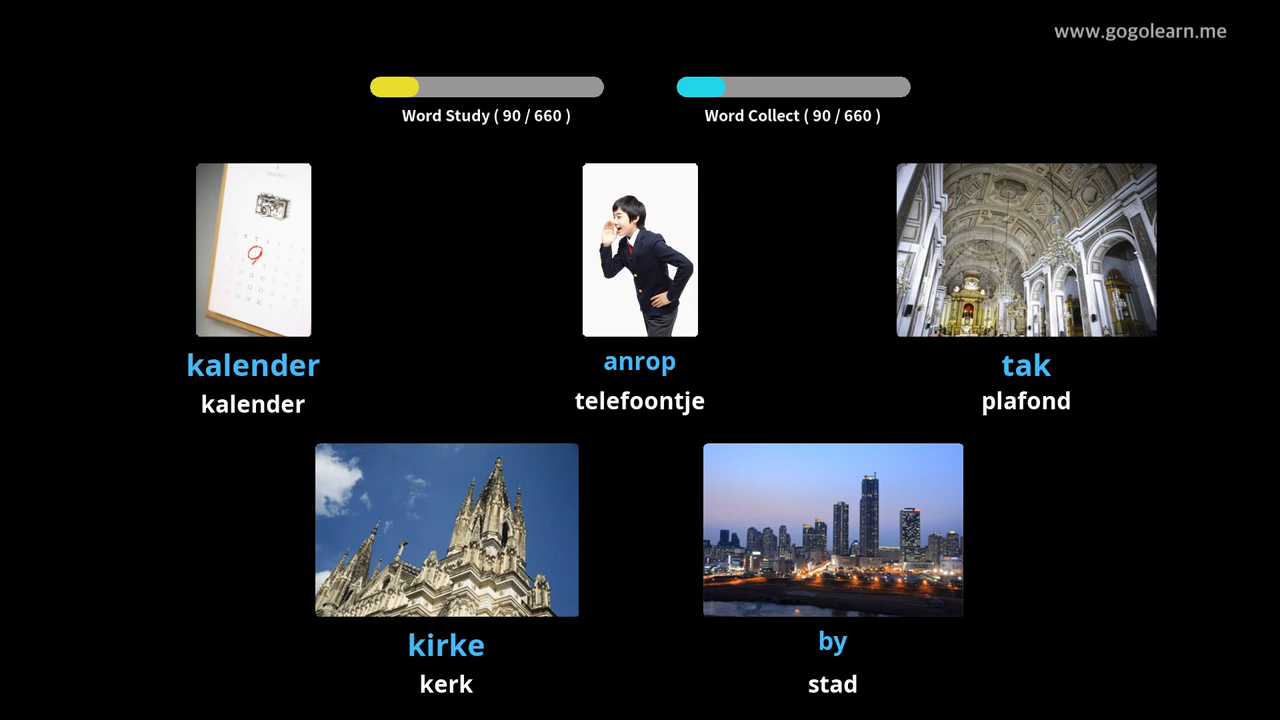 www.gogolearn.me
Word Study ( 90 / 660 )
Word Collect ( 90 / 660 )
kalender
kalender
anrop
telefoontje
tak
plafond
kirke
kerk
by
stad